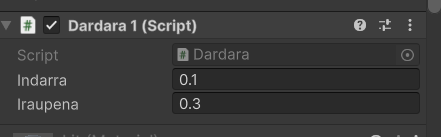 Dardara 1 (Script)
Script Dardara
Indarra 0.1
Iraupena 0.3